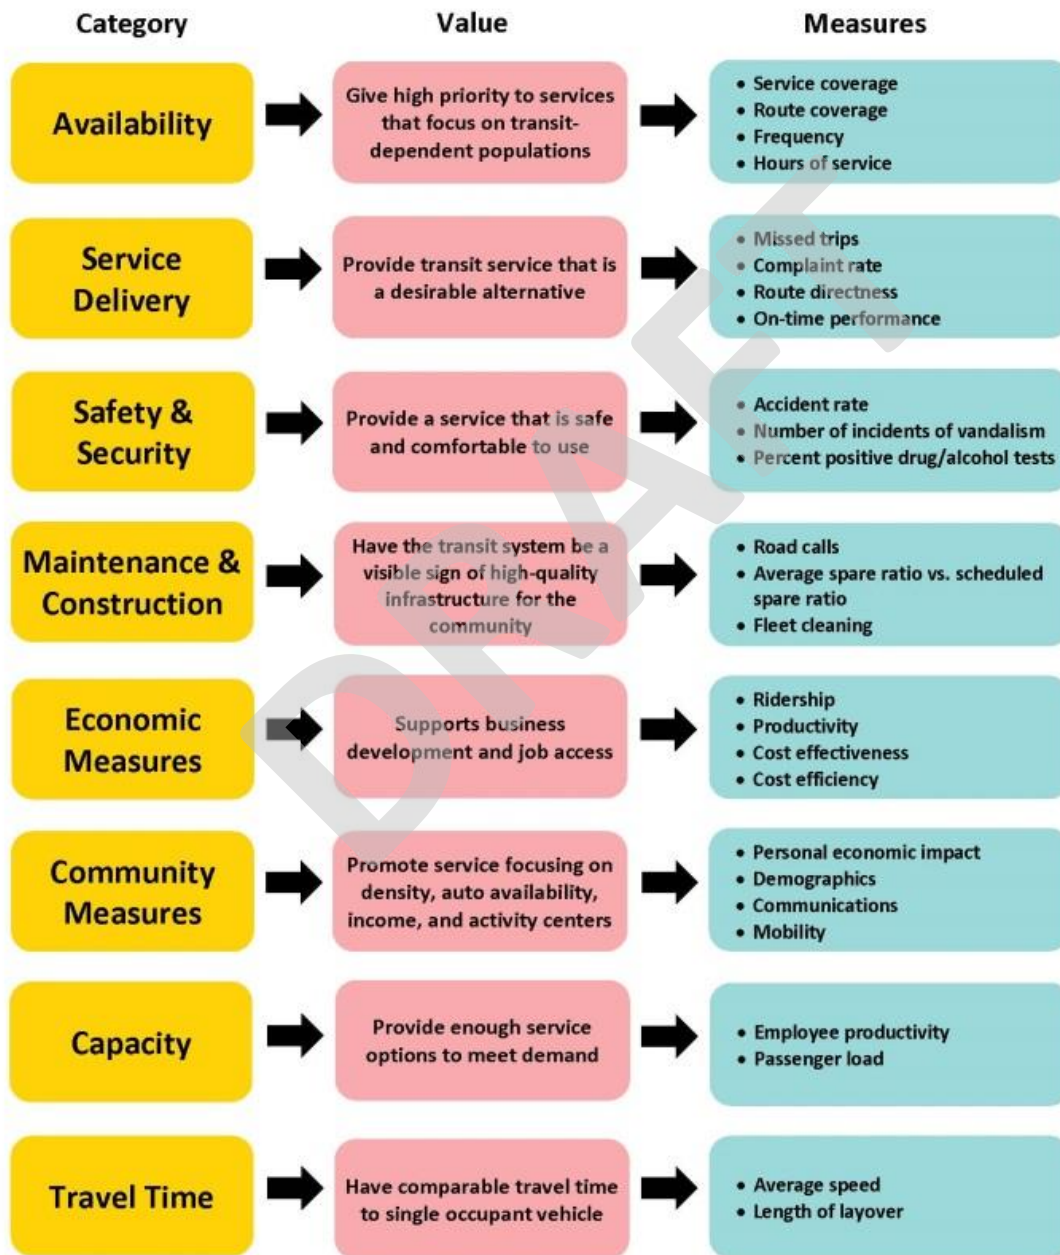 Category Value Measures
Availability
Give high priority to services
that focus on transit-
dependent populations
• Service coverage
• Route coverage
• Frequency
• Hours of service
Service
Delivery
Provide transit service that is
a desirable alternative
• Missed trips
• Complaint rate
• Route directness
• On-time performance
Safety &
Security
Provide a service that is safe
and comfortable to use
• Accident rate
• Number of incidents of vandalism
• Percent positive drug/alcohol tests
Maintenance &
Construction
Have the transit system be a
visible sign of high-quality
infrastructure for the
community
• Road calls
• Average spare ratio vs. scheduled
spare ratio
• Fleet cleaning
Economic
Measures
Supports business
development and job access
• Ridership
• Productivity
• Cost effectiveness
• Cost efficiency
Community
Measures
Promote service focusing on
density, auto availability,
income, and activity centers
• Personal economic impact
• Demographics
• Communications
• Mobility
Capacity
Provide enough service
options to meet demand
• Employee productivity
• Passenger load
Travel Time
Have comparable travel time
to single occupant vehicle
• Average speed
• Length of layover
DRAFT